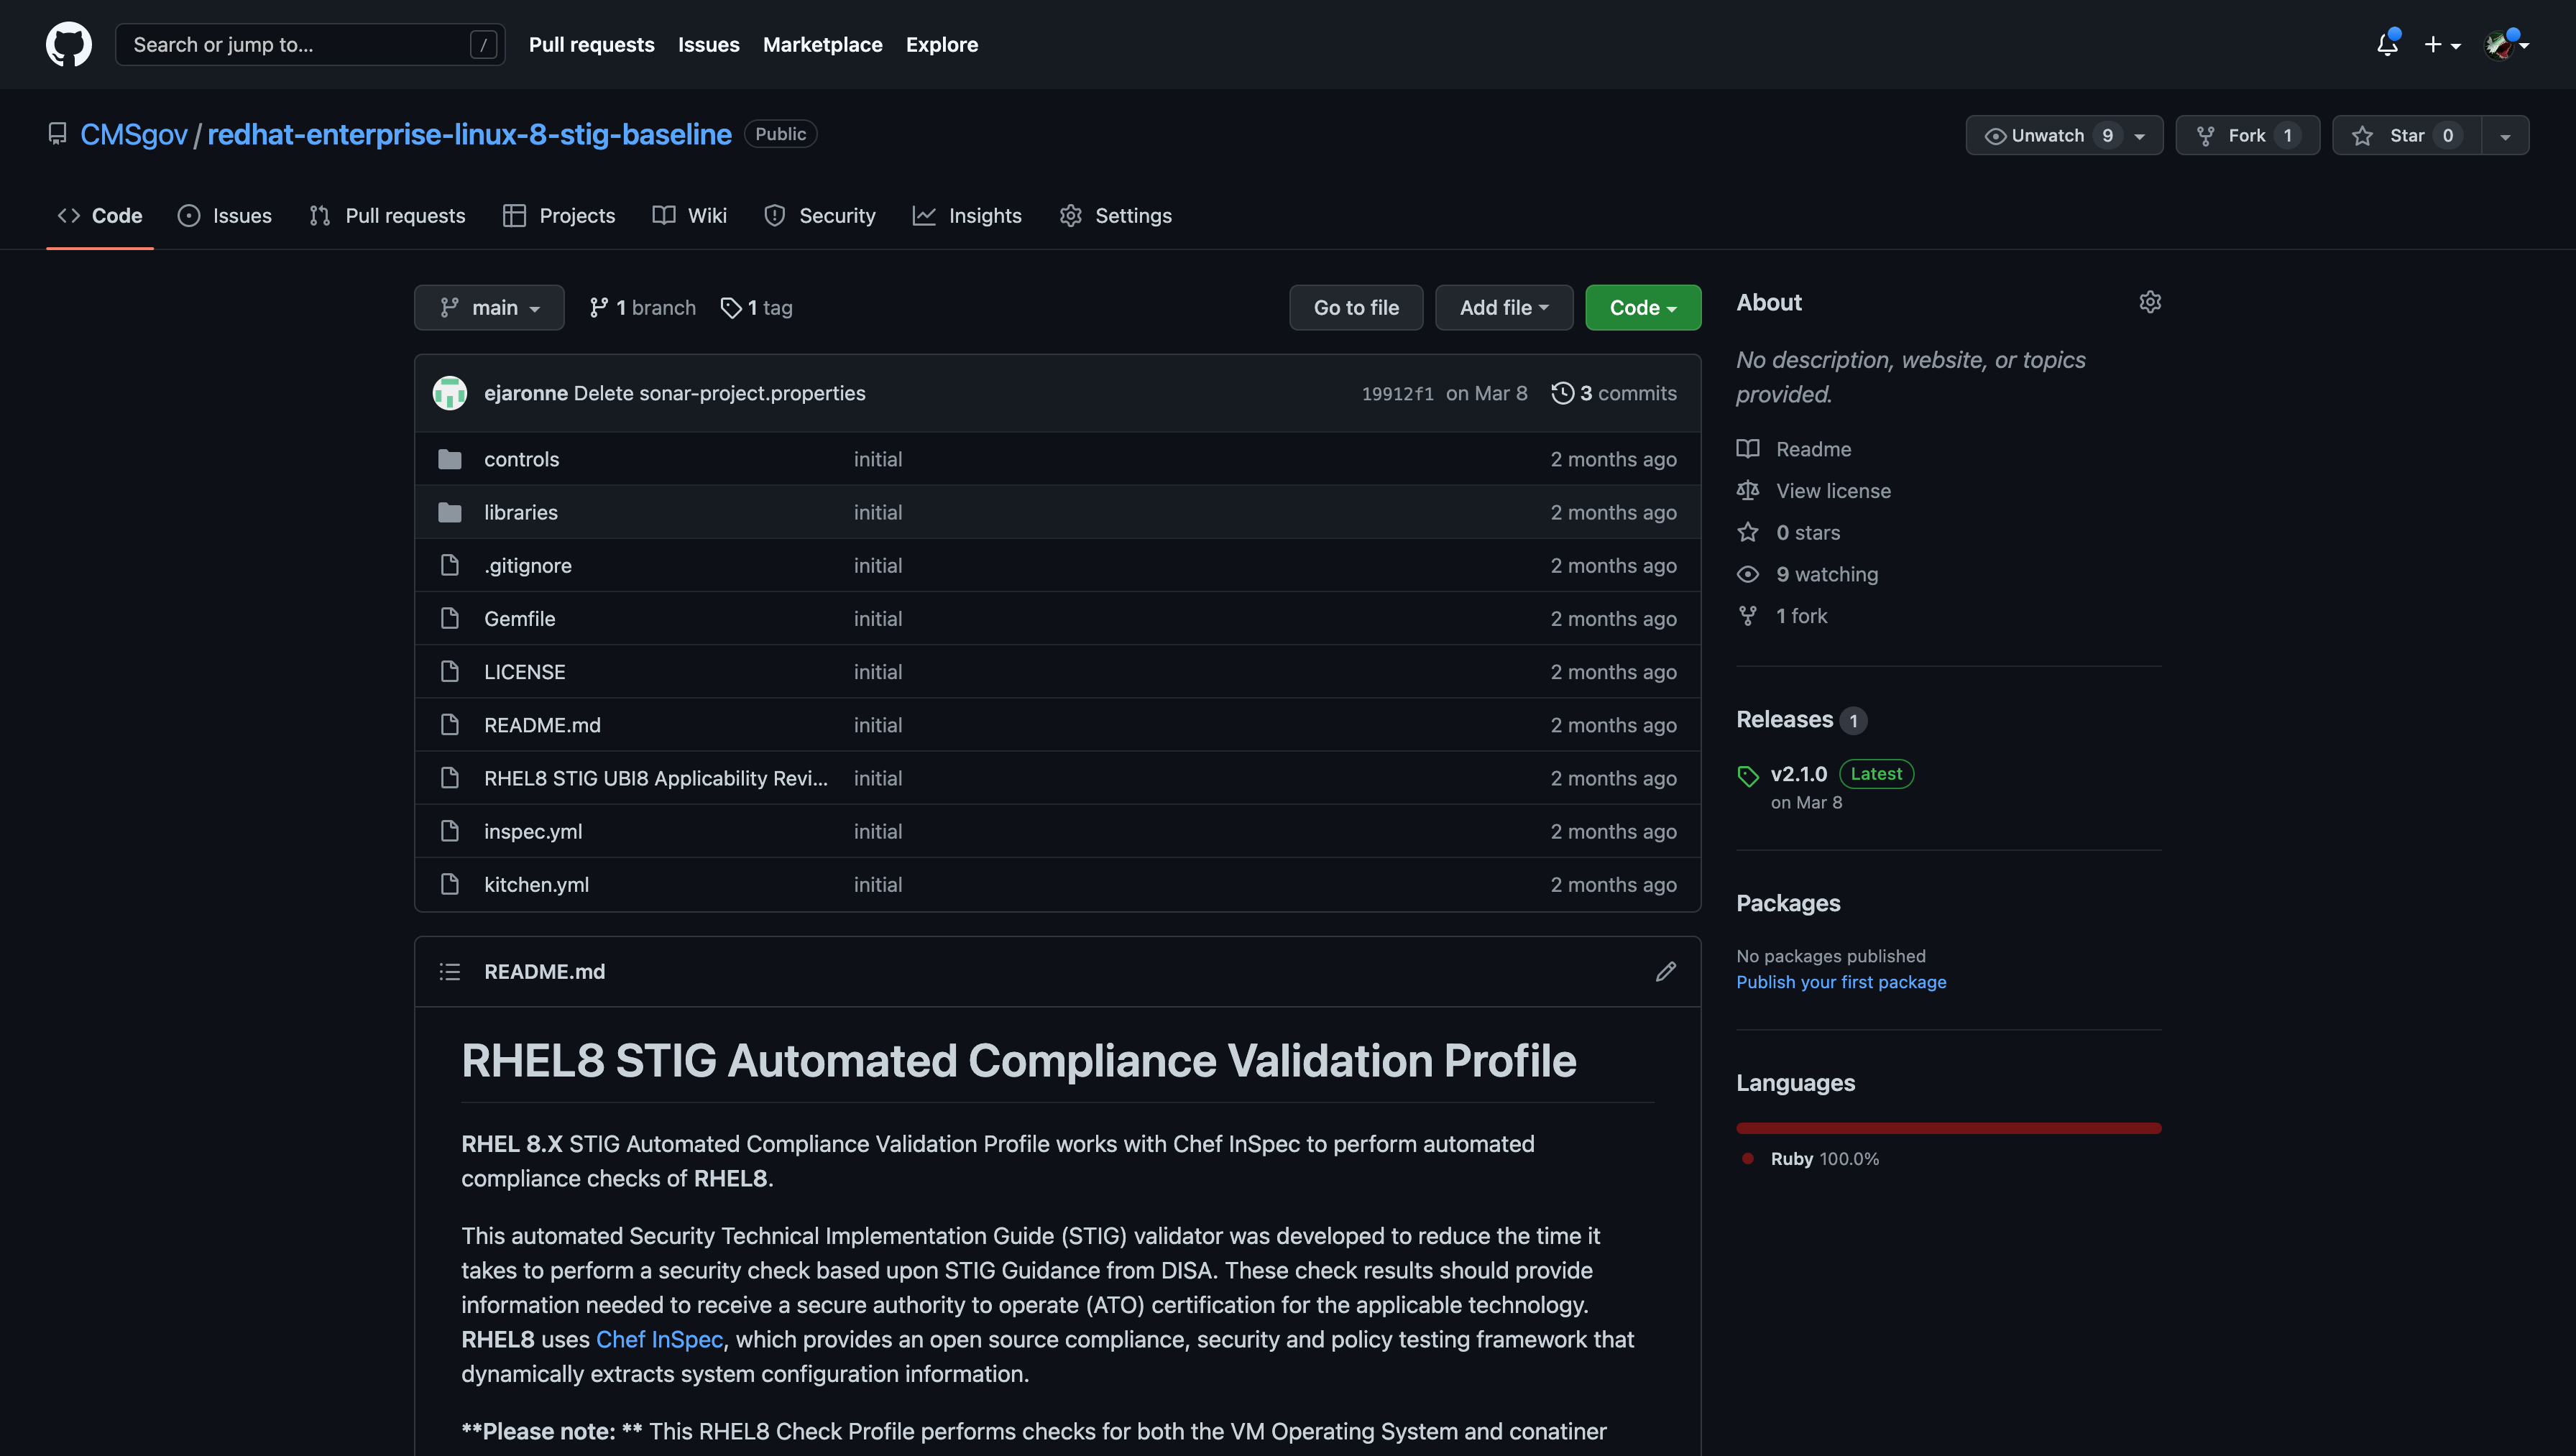 Search or jump to... /
Pull requests Issues Marketplace Explore
CMSgov / redhat-enterprise-linux-8-stig-baseline Public
Unwatch 9 Fork 1 Star 0
Code Issues Pull requests Projects Wiki Security Insights Settings
main 1 branch 1 tag Go to file Add file Code
ejaronne Delete sonar-project.properties 19912f1 on Mar 8 3 commits
controls initial 2 months ago
libraries initial 2 months ago
.gitignore initial 2 months ago
Gemfile initial 2 months ago
LICENSE initial 2 months ago
README.md initial 2 months ago
RHEL8 STIG UBI8 Applicability Revi... initial 2 months ago
inspec.yml initial 2 months ago
kitchen.yml initial 2 months ago
README.md
RHEL8 STIG Automated Compliance Validation Profile
RHEL 8.X STIG Automated Compliance Validation Profile works with Chef InSpec to perform automated
compliance checks of RHEL8.
This automated Security Technical Implementation Guide (STIG) validator was developed to reduce the time it
takes to perform a security check based upon STIG Guidance from DISA. These check results should provide
information needed to receive a secure authority to operate (ATO) certification for the applicable technology.
RHEL8 uses Chef InSpec, which provides an open source compliance, security and policy testing framework that
dynamically extracts system configuration information.
**Please note: ** This RHEL8 Check Profile performs checks for both the VM Operating System and conatiner
About
No description, website, or topics
provided.
Readme
View license
0 stars
9 watching
1 fork
Releases 1
v2.1.0 Latest
on Mar 8
Packages
No packages published
Publish your first package
Languages
Ruby 100.0%